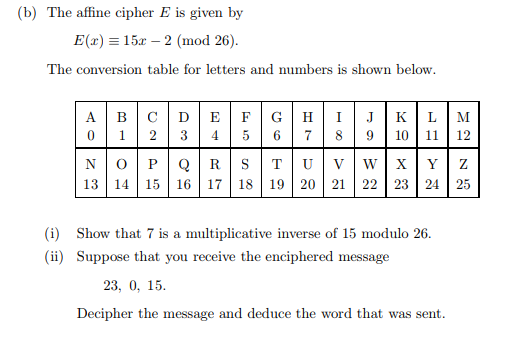 (b) The affine cipher E is given by
E(x) ≡ 15x − 2 (mod 26).
The conversion table for letters and numbers is shown below.
A B C D E F G H I J K L M
0 1 2 3 4 5 6 7 8 9 10 11 12
N O P Q R S T U V W X Y Z
13 14 15 16 17 18 19 20 21 22 23 24 25
(i) Show that 7 is a multiplicative inverse of 15 modulo 26.
(ii) Suppose that you receive the enciphered message
23, 0, 15.
Decipher the message and deduce the word that was sent.